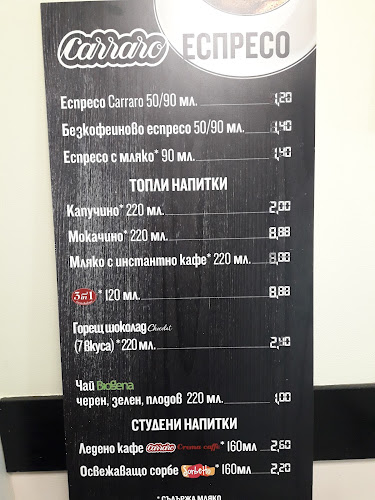 Carraro ЕСПРЕСО
Еспресо Carraro 50/90 мл. 1,20
Безкофеиново еспресо 50/90 мл. 1,40
Еспресо с мляко* 90 мл. 1,40
ТОПЛИ НАПИТКИ
Капучино* 220 мл. 2,00
Мокачино* 220 мл. 8,88
Мляко с инстантно кафе* 220 мл. 8,00
3in1 * 120 мл. 8,88
Горещ шоколад Chocolat
(7 вкуса) * 220 мл. 2,40
Чай Биовена
черен, зелен, плодов 220 мл. 1,00
СТУДЕНИ НАПИТКИ
Ледено кафе Carraro Crema caffè *160мл 2,60
Освежаващо сорбе Sorbetto *160мл 2,20
* СЪДЪРЖА МЛЯКО